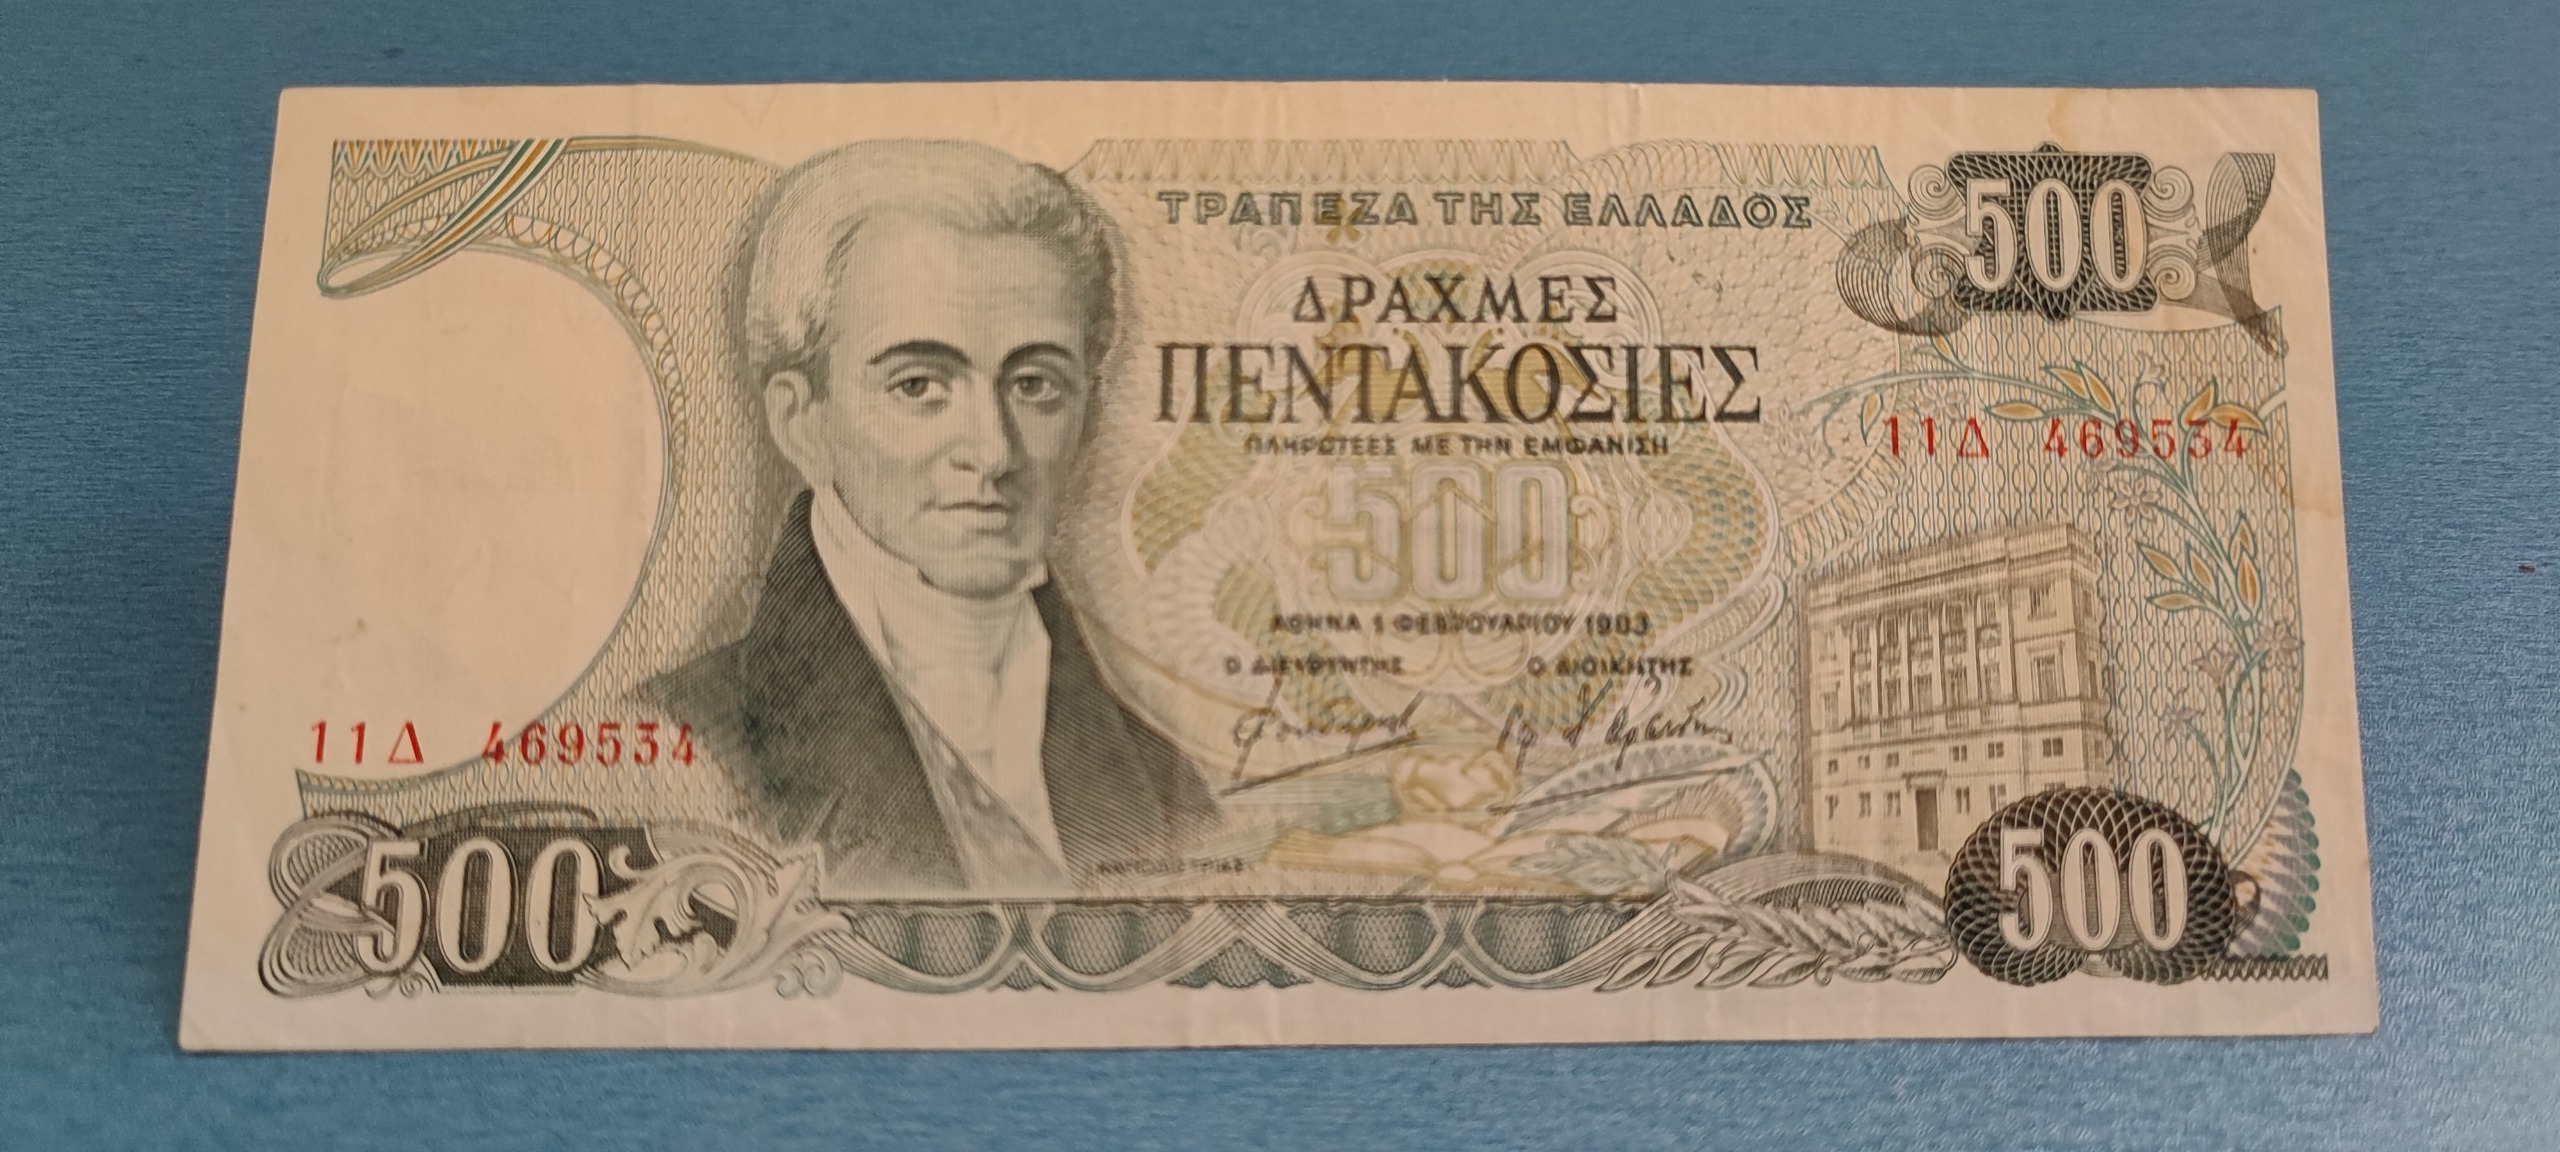 ΤΡΑΠΕΖΑ ΤΗΣ ΕΛΛΑΔΟΣ
500
ΔΡΑΧΜΕΣ
ΠΕΝΤΑΚΟΣΙΕΣ
ΠΛΗΡΩΤΕΕΣ ΜΕ ΤΗΝ ΕΜΦΑΝΙΣΗ
11Δ 469534
500
ΑΘΗΝΑ 1 ΦΕΒΡΟΥΑΡΙΟΥ 1983
Ο ΔΙΕΥΘΥΝΤΗΣ
Ο ΔΙΟΙΚΗΤΗΣ
11Δ 469534
500
500